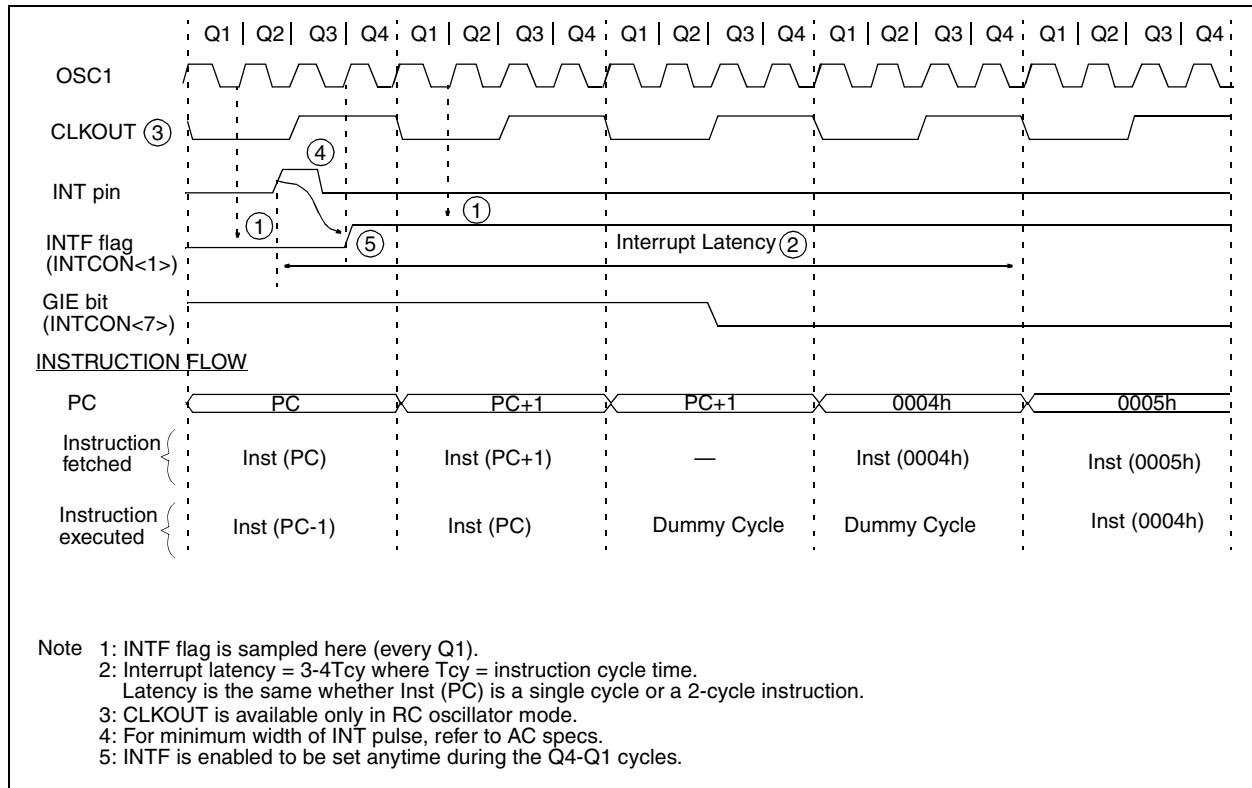 Q1 | Q2 | Q3 | Q4 Q1 | Q2 | Q3 | Q4 Q1 | Q2 | Q3 | Q4 Q1 | Q2 | Q3 | Q4 Q1 | Q2 | Q3 | Q4
OSC1
CLKOUT 3
4
INT pin
1 1
INTF flag
(INTCON<1>)
5
Interrupt Latency 2
GIE bit
(INTCON<7>)
INSTRUCTION FLOW
PC PC PC+1 PC+1 0004h 0005h
Instruction
fetched
Inst (PC) Inst (PC+1) — Inst (0004h) Inst (0005h)
Instruction
executed
Inst (PC-1) Inst (PC) Dummy Cycle Dummy Cycle Inst (0004h)
Note 1: INTF flag is sampled here (every Q1).
2: Interrupt latency = 3-4Tcy where Tcy = instruction cycle time.
Latency is the same whether Inst (PC) is a single cycle or a 2-cycle instruction.
3: CLKOUT is available only in RC oscillator mode.
4: For minimum width of INT pulse, refer to AC specs.
5: INTF is enabled to be set anytime during the Q4-Q1 cycles.